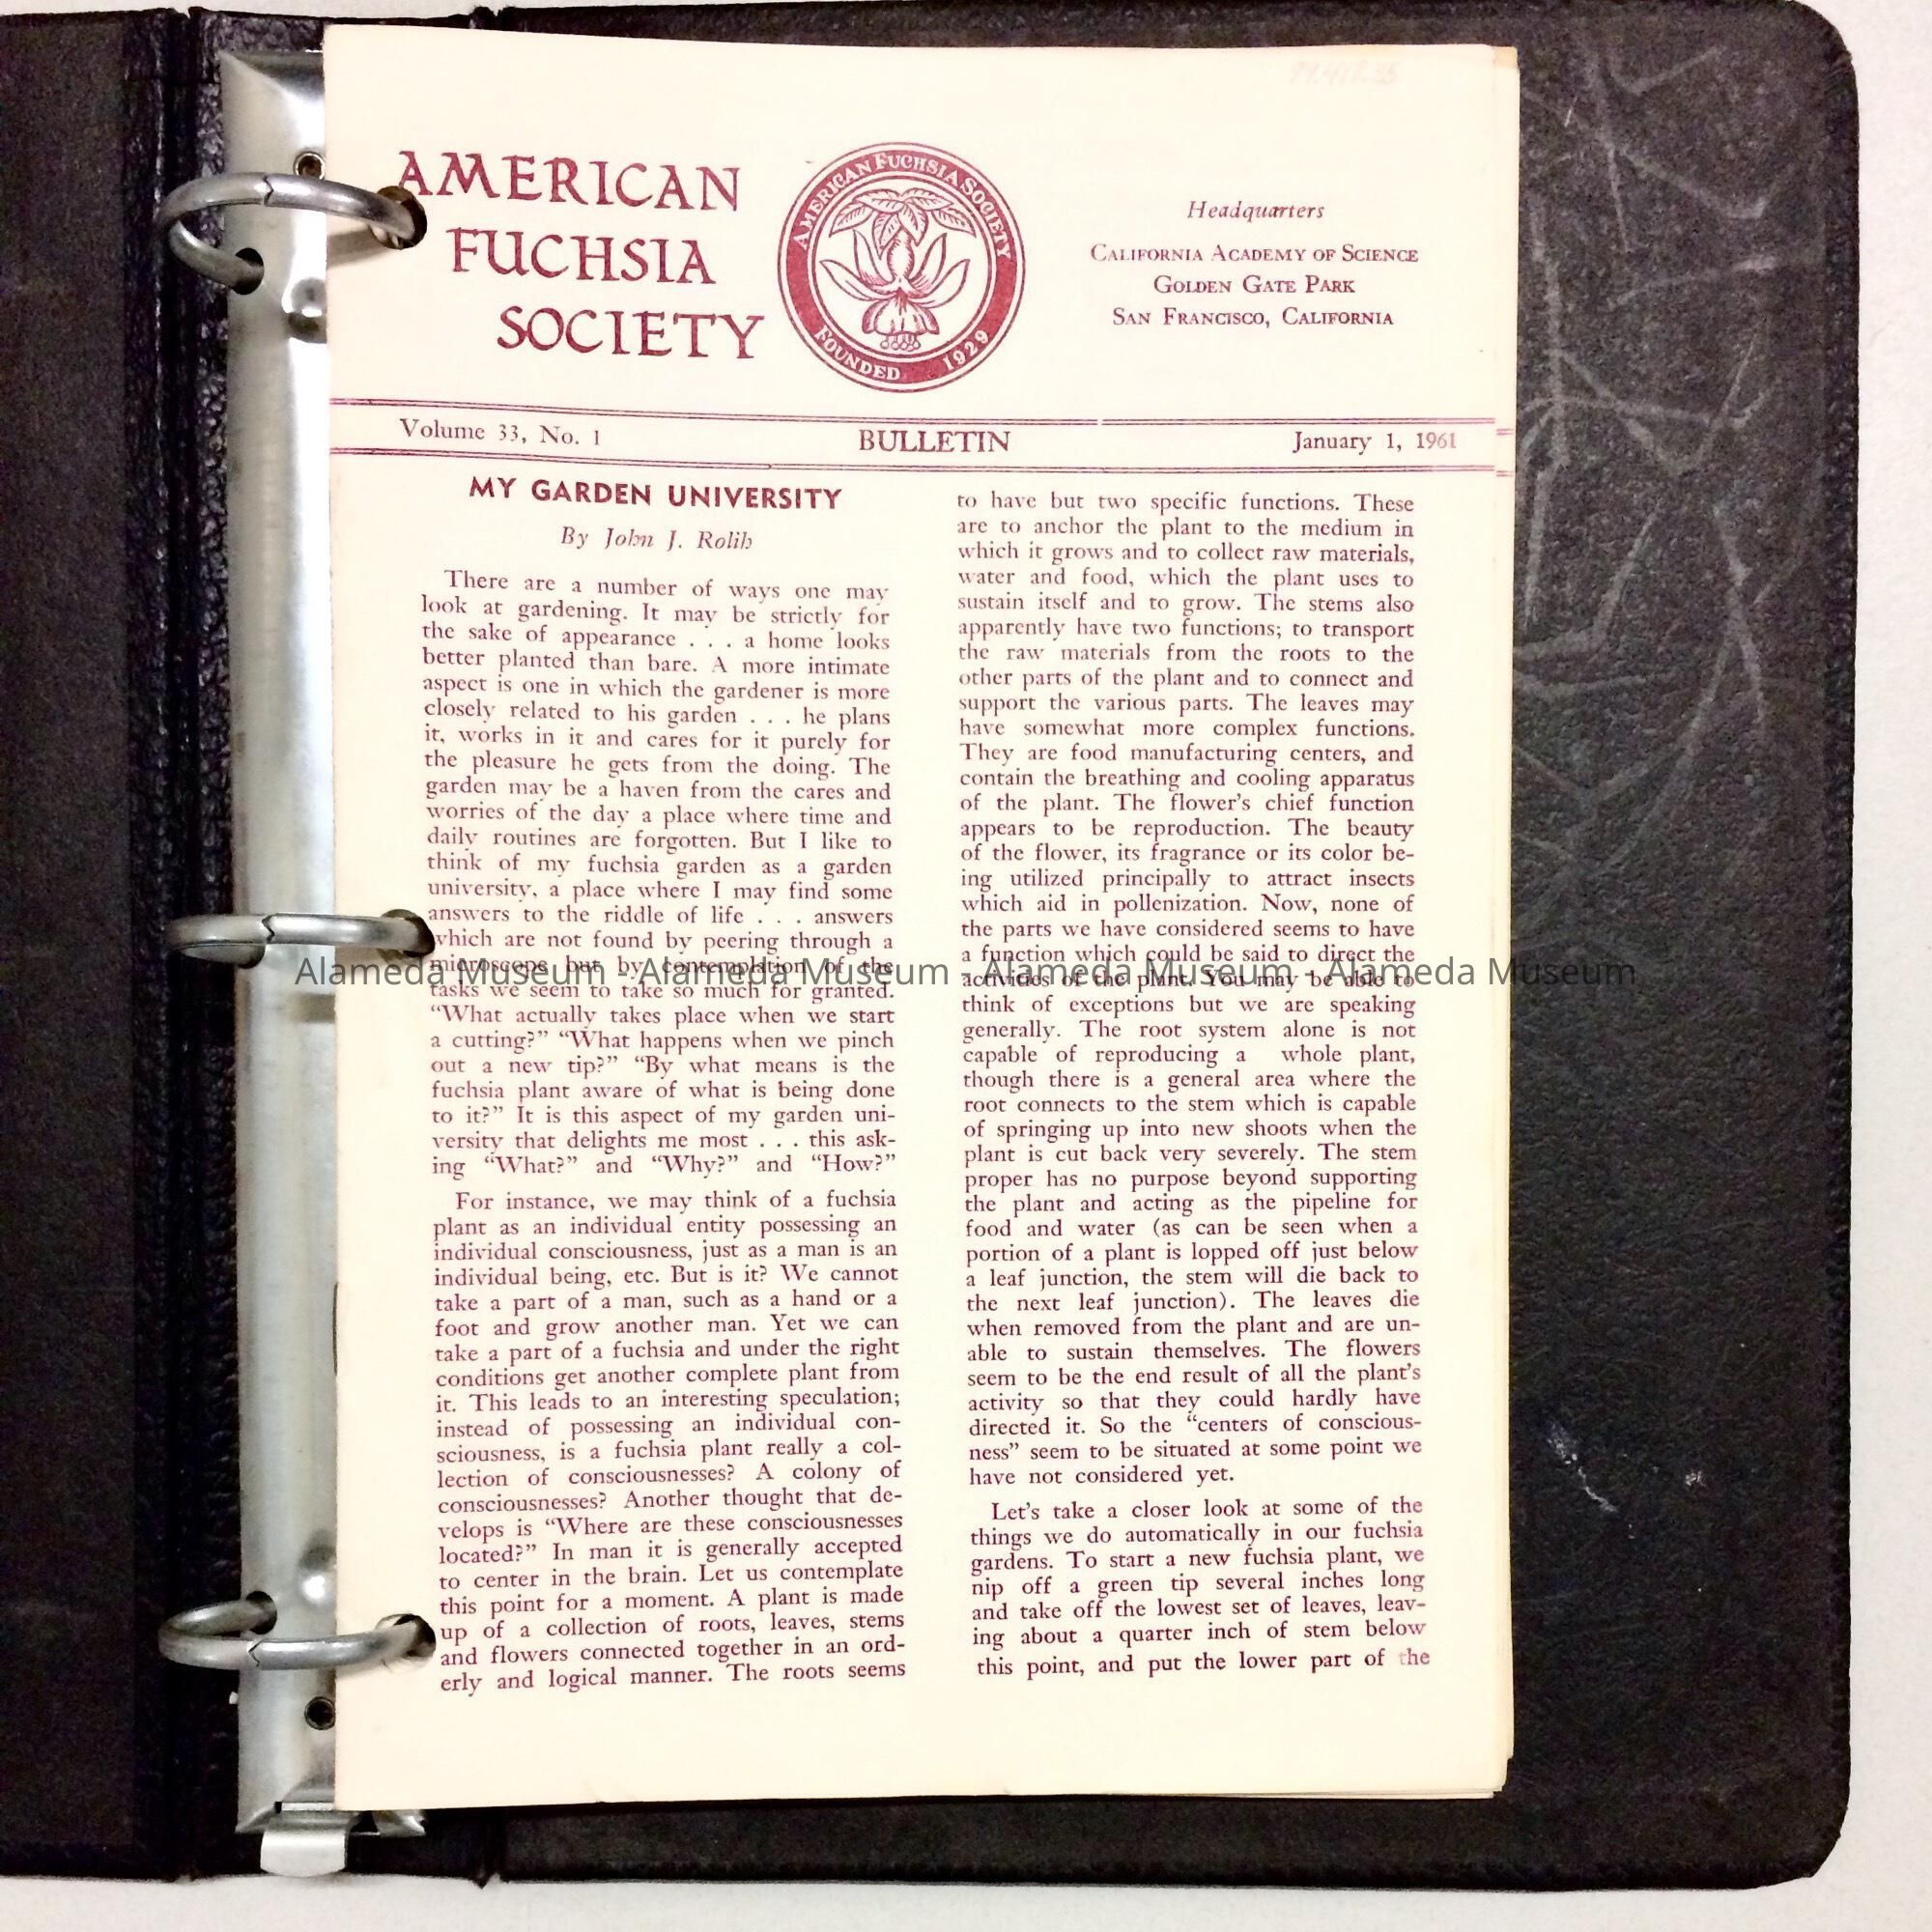 AMERICAN
FUCHSIA
SOCIETY
AMERICAN FUCHSIA SOCIETY
FOUNDED 1929
Headquarters
CALIFORNIA ACADEMY OF SCIENCE
GOLDEN GATE PARK
SAN FRANCISCO, CALIFORNIA
Volume 33, No. 1
BULLETIN
January 1, 1961
MY GARDEN UNIVERSITY
By John J. Rolih
There are a number of ways one may
look at gardening. It may be strictly for
the sake of appearance . . . a home looks
better planted than bare. A more intimate
aspect is one in which the gardener is more
closely related to his garden . . . he plans
it, works in it and cares for it purely for
the pleasure he gets from the doing. The
garden may be a haven from the cares and
worries of the day a place where time and
daily routines are forgotten. But I like to
think of my fuchsia garden as a garden
university, a place where I may find some
answers to the riddle of life . . . answers
which are not found by peering through a
microscope but by contemplation of the
tasks we seem to take so much for granted.
“What actually takes place when we start
a cutting?” “What happens when we pinch
out a new tip?” “By what means is the
fuchsia plant aware of what is being done
to it?” It is this aspect of my garden uni-
versity that delights me most . . . this ask-
ing “What?” and “Why?” and “How?”
For instance, we may think of a fuchsia
plant as an individual entity possessing an
individual consciousness, just as a man is an
individual being, etc. But is it? We cannot
take a part of a man, such as a hand or a
foot and grow another man. Yet we can
take a part of a fuchsia and under the right
conditions get another complete plant from
it. This leads to an interesting speculation;
instead of possessing an individual con-
sciousness, is a fuchsia plant really a col-
lection of consciousnesses? A colony of
consciousnesses? Another thought that de-
velops is “Where are these consciousnesses
located?” In man it is generally accepted
to center in the brain. Let us contemplate
this point for a moment. A plant is made
up of a collection of roots, leaves, stems
and flowers connected together in an ord-
erly and logical manner. The roots seems
to have but two specific functions. These
are to anchor the plant to the medium in
which it grows and to collect raw materials,
water and food, which the plant uses to
sustain itself and to grow. The stems also
apparently have two functions; to transport
the raw materials from the roots to the
other parts of the plant and to connect and
support the various parts. The leaves may
have somewhat more complex functions.
They are food manufacturing centers, and
contain the breathing and cooling apparatus
of the plant. The flower’s chief function
appears to be reproduction. The beauty
of the flower, its fragrance or its color be-
ing utilized principally to attract insects
which aid in pollenization. Now, none of
the parts we have considered seems to have
a function which could be said to direct the
activities of the plant. You may be able to
think of exceptions but we are speaking
generally. The root system alone is not
capable of reproducing a whole plant,
though there is a general area where the
root connects to the stem which is capable
of springing up into new shoots when the
plant is cut back very severely. The stem
proper has no purpose beyond supporting
the plant and acting as the pipeline for
food and water (as can be seen when a
portion of a plant is lopped off just below
a leaf junction, the stem will die back to
the next leaf junction). The leaves die
when removed from the plant and are un-
able to sustain themselves. The flowers
seem to be the end result of all the plant’s
activity so that they could hardly have
directed it. So the “centers of conscious-
ness” seem to be situated at some point we
have not considered yet.
Let’s take a closer look at some of the
things we do automatically in our fuchsia
gardens. To start a new fuchsia plant, we
nip off a green tip several inches long
and take off the lowest set of leaves, leav-
ing about a quarter inch of stem below
this point, and put the lower part of the
Alameda Museum - Alameda Museum - Alameda Museum - Alameda Museum